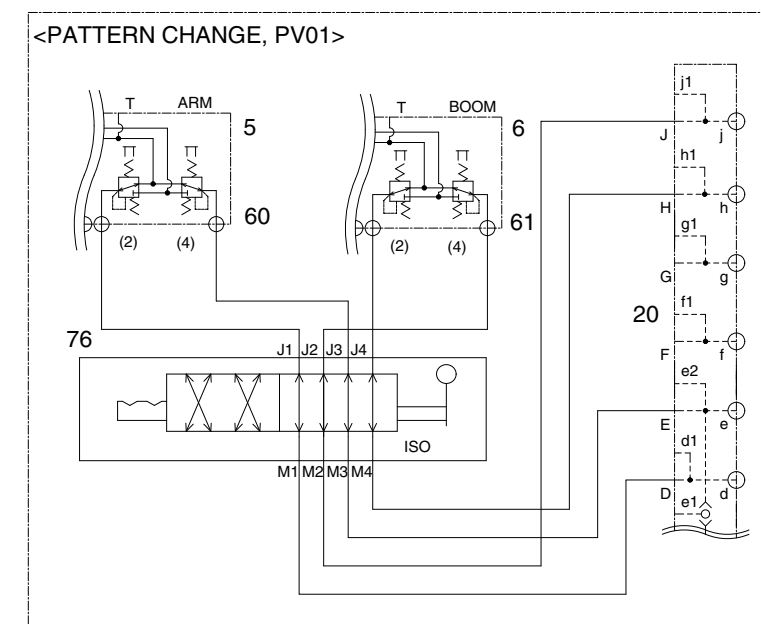 <PATTERN CHANGE, PV01>
T ARM 5
T BOOM 6
60
61
(2) (4)
(2) (4)
76
J1 J2 J3 J4
ISO
M1 M2 M3 M4
20
j1
J j
h1
H h
g1
G g
f1
F f
e2
E e
d1
D d
e1